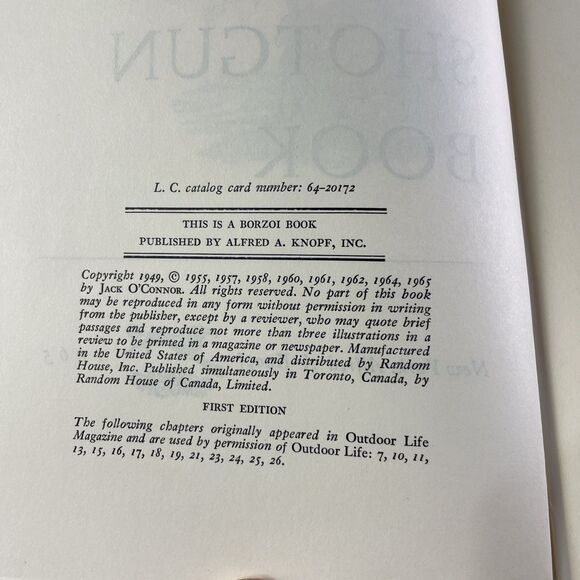 SHOTGUN
BOOK
L. C. catalog card number: 64-20172
THIS IS A BORZOI BOOK
PUBLISHED BY ALFRED A. KNOPF, INC.
Copyright 1949, © 1955, 1957, 1958, 1960, 1961, 1962, 1964, 1965
by JACK O'CONNOR. All rights reserved. No part of this book
may be reproduced in any form without permission in writing
from the publisher, except by a reviewer, who may quote brief
passages and reproduce not more than three illustrations in a
review to be printed in a magazine or newspaper. Manufactured
in the United States of America, and distributed by Random
House, Inc. Published simultaneously in Toronto, Canada, by
Random House of Canada, Limited.
FIRST EDITION
The following chapters originally appeared in Outdoor Life
Magazine and are used by permission of Outdoor Life: 7, 10, 11,
13, 15, 16, 17, 18, 19, 21, 23, 24, 25, 26.
New